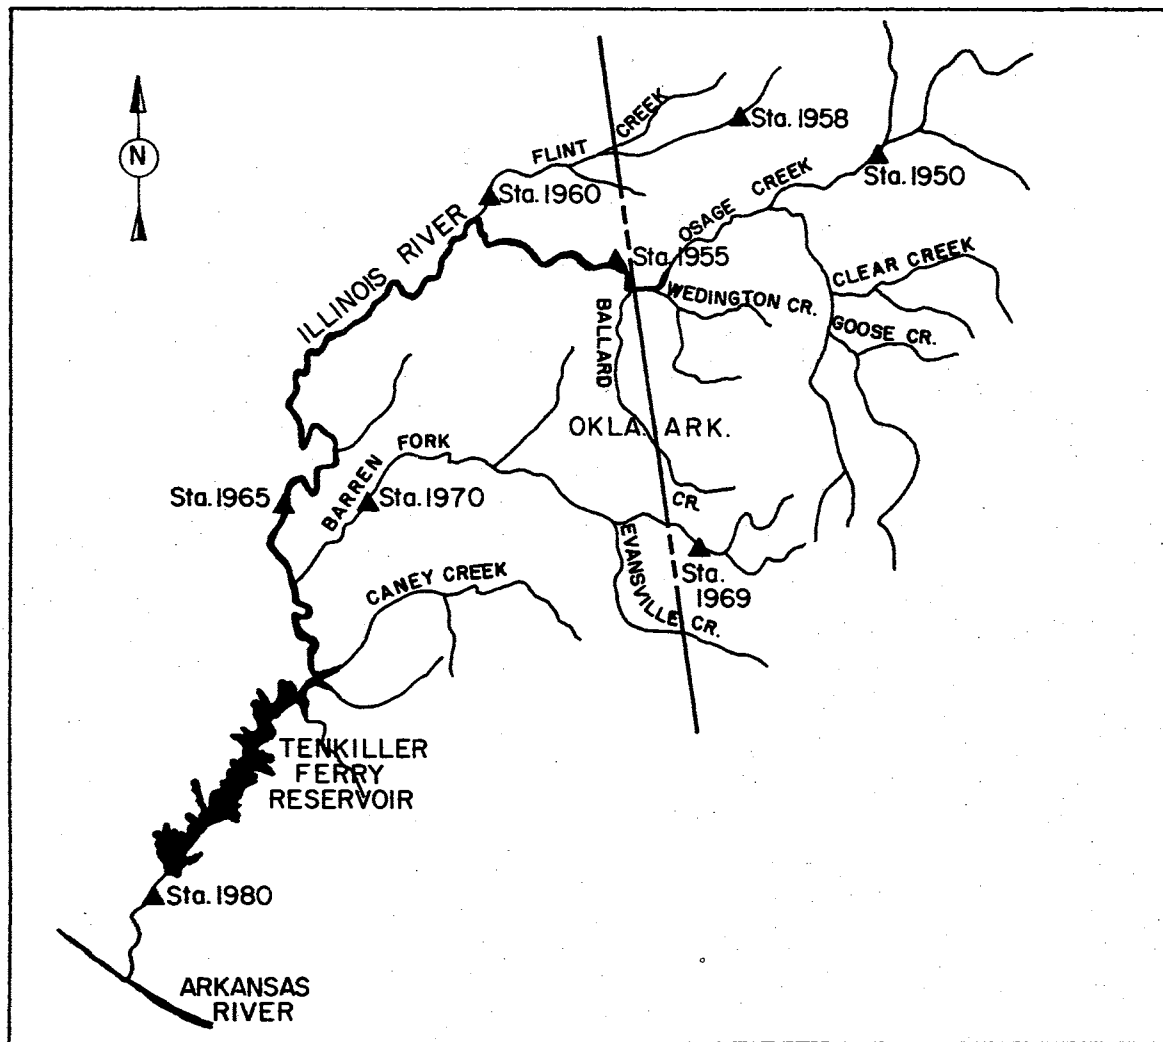 N
Sta. 1958
FLINT CREEK
Sta. 1950
Sta. 1960
OSAGE CREEK
ILLINOIS RIVER
Sta. 1955
CLEAR CREEK
WEDINGTON CR.
GOOSE CR.
BALLARD CR.
OKLA. ARK.
BARREN FORK
Sta. 1965
Sta. 1970
EVANSVILLE CR.
Sta.
1969
CANEY CREEK
TENKILLER
FERRY
RESERVOIR
Sta. 1980
ARKANSAS
RIVER